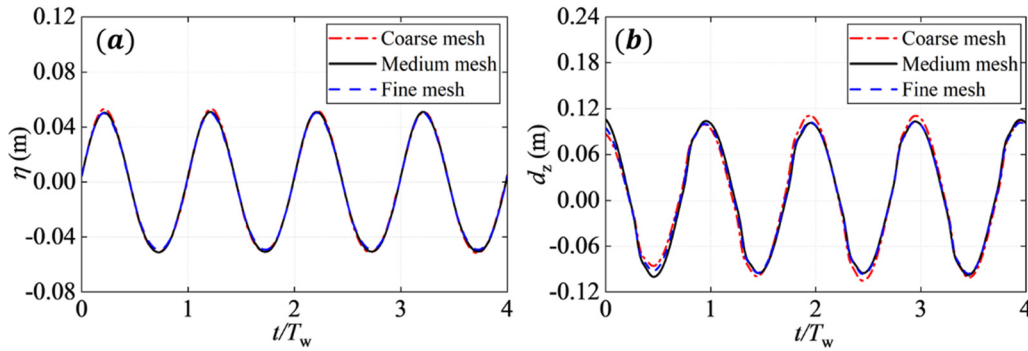 (a)
Coarse mesh
Medium mesh
Fine mesh
η (m)
0.12
0.08
0.04
0.00
-0.04
-0.08
0 1 2 3 4
t/Tw
(b)
Coarse mesh
Medium mesh
Fine mesh
dz (m)
0.24
0.18
0.12
0.06
0.00
-0.06
-0.12
0 1 2 3 4
t/Tw